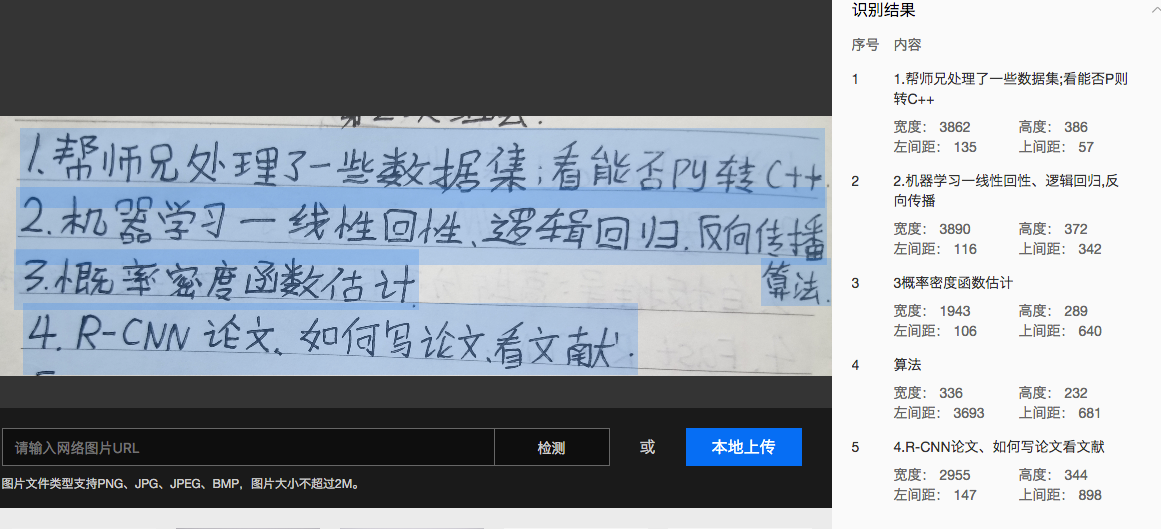 识别结果
序号 内容
1 1.帮师兄处理了一些数据集;看能否P则
转C++
宽度： 3862 高度： 386
左间距： 135 上间距： 57
2 2.机器学习一线性回性、逻辑回归,反
向传播
宽度： 3890 高度： 372
左间距： 116 上间距： 342
3 3概率密度函数估计
宽度： 1943 高度： 289
左间距： 106 上间距： 640
4 算法
宽度： 336 高度： 232
左间距： 3693 上间距： 681
5 4.R-CNN论文、如何写论文看文献
宽度： 2955 高度： 344
左间距： 147 上间距： 898
1.帮师兄处理了一些数据集;看能否Py转C++.
2.机器学习一线性回性、逻辑回归.反向传播
3.概率密度函数估计. 算法.
4.R-CNN论文、如何写论文、看文献.
请输入网络图片URL 检测 或 本地上传
图片文件类型支持PNG、JPG、JPEG、BMP，图片大小不超过2M。